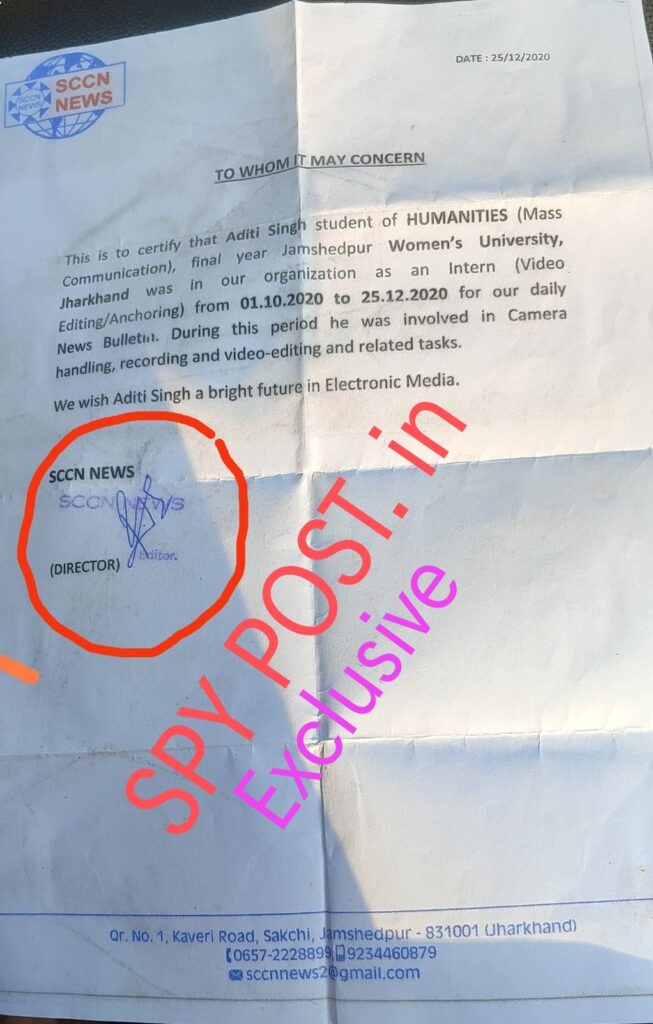 SCCN
NEWS
SCCN
NEWS
DATE : 25/12/2020
TO WHOM IT MAY CONCERN
This is to certify that Aditi Singh student of HUMANITIES (Mass
Communication), final year Jamshedpur Women's University,
Jharkhand was in our organization as an Intern (Video
Editing/Anchoring) from 01.10.2020 to 25.12.2020 for our daily
News Bulletin. During this period he was involved in Camera
handling, recording and video-editing and related tasks.
We wish Aditi Singh a bright future in Electronic Media.
SCCN NEWS
SCCN NEWS
Editor.
(DIRECTOR)
SPY POST. in
Exclusive
Qr. No. 1, Kaveri Road, Sakchi, Jamshedpur - 831001 (Jharkhand)
0657-2228899, 9234460879
sccnnews2@gmail.com